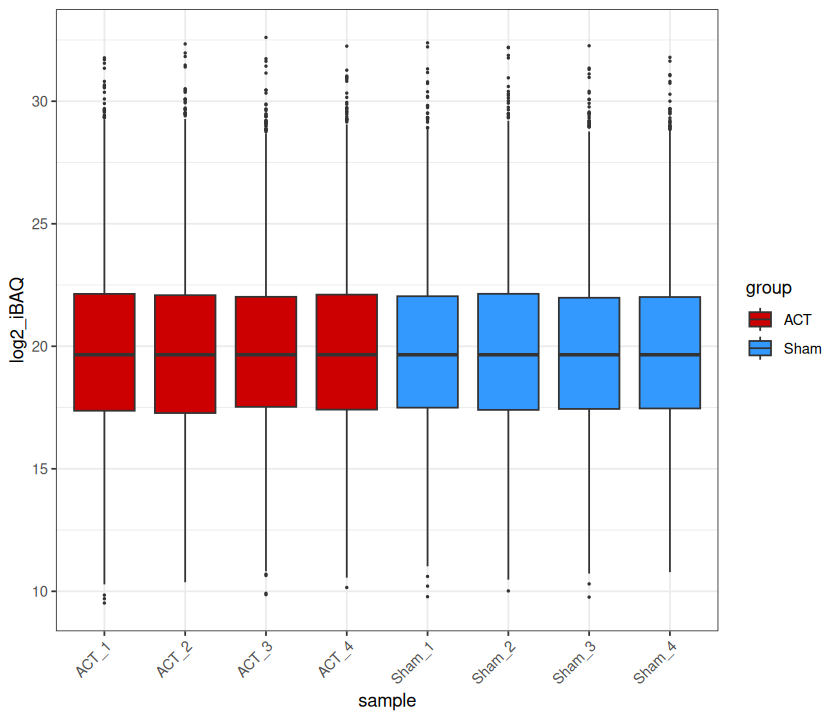 log2_iBAQ
30
25
20
15
10
ACT_1
ACT_2
ACT_3
ACT_4
Sham_1
Sham_2
Sham_3
Sham_4
sample
group
ACT
Sham